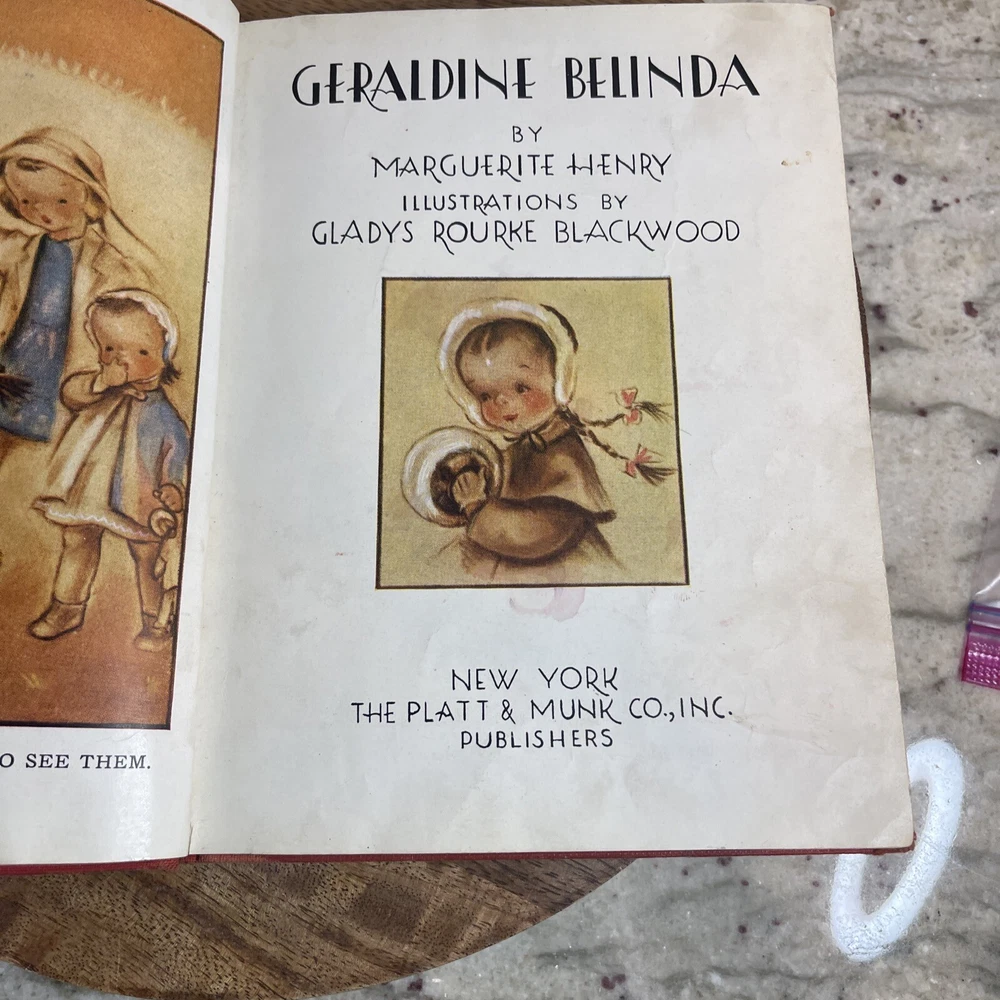 GERALDINE BELINDA
BY
MARGUERITE HENRY
ILLUSTRATIONS BY
GLADYS ROURKE BLACKWOOD
NEW YORK
THE PLATT & MUNK CO., INC.
PUBLISHERS
O SEE THEM.